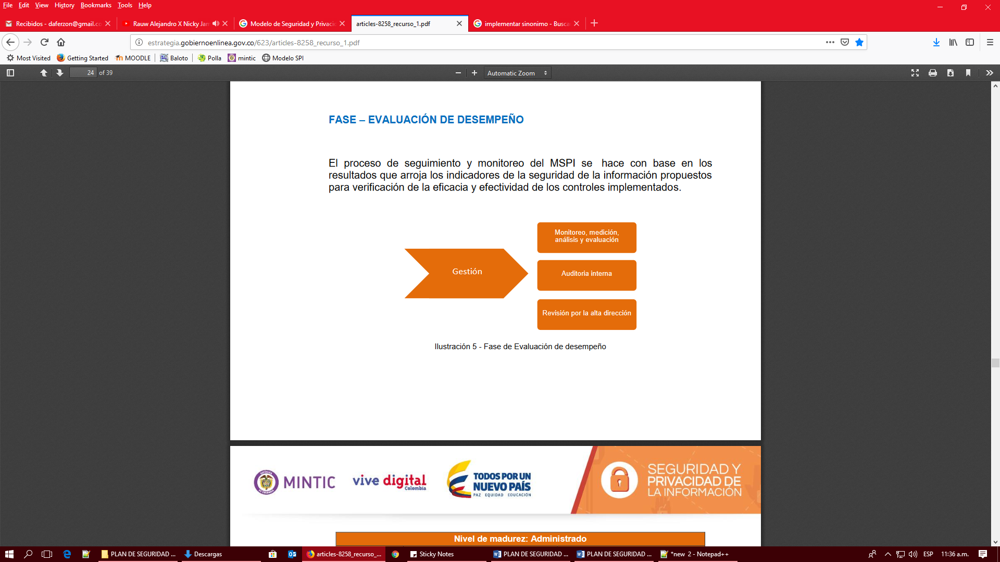 File Edit View History Bookmarks Tools Help
Recibidos - daferzon@gmail.co
Rauw Alejandro X Nicky Jam
Modelo de Seguridad y Privaci
articles-8258_recurso_1.pdf
implementar sinonimo - Busca
estrategia.gobiernoenlinea.gov.co/623/articles-8258_recurso_1.pdf
Most Visited Getting Started MOODLE Baloto Polla mintic Modelo SPI
24 of 39
Automatic Zoom
FASE – EVALUACIÓN DE DESEMPEÑO
El proceso de seguimiento y monitoreo del MSPI se hace con base en los
resultados que arroja los indicadores de la seguridad de la información propuestos
para verificación de la eficacia y efectividad de los controles implementados.
Gestión
Monitoreo, medición,
análisis y evaluación
Auditoria interna
Revisión por la alta dirección
Ilustración 5 - Fase de Evaluación de desempeño
MINTIC
vive digital
Colombia
TODOS POR UN
NUEVO PAÍS
PAZ EQUIDAD EDUCACIÓN
SEGURIDAD Y
PRIVACIDAD DE
LA INFORMACIÓN
Nivel de madurez: Administrado
PLAN DE SEGURIDAD ...
Descargas
articles-8258_recurso_...
Sticky Notes
PLAN DE SEGURIDAD ...
PLAN DE SEGURIDAD ...
*new 2 - Notepad++
ESP
11:36 a.m.